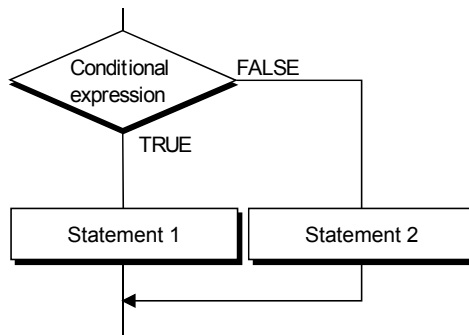 Conditional
expression
FALSE
TRUE
Statement 1
Statement 2